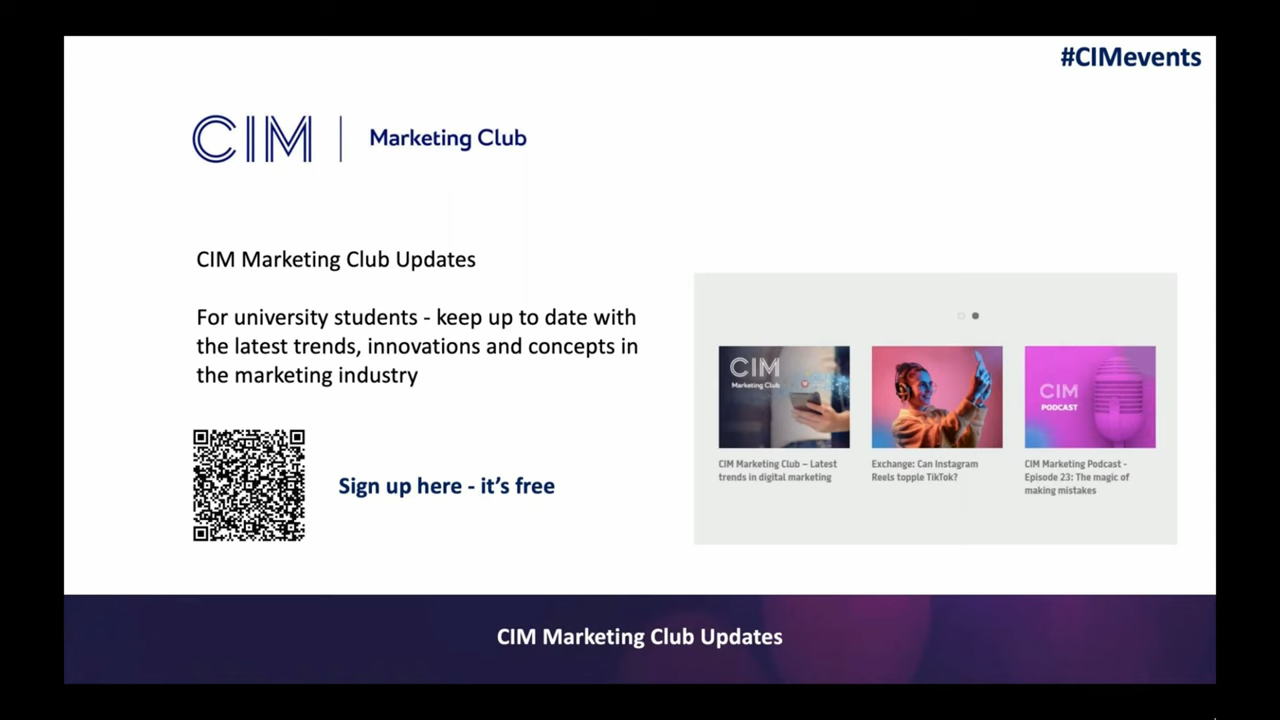 #CIMevents
CIM | Marketing Club
CIM Marketing Club Updates
For university students - keep up to date with
the latest trends, innovations and concepts in
the marketing industry
Sign up here - it’s free
CIM
Marketing Club
CIM Marketing Club – Latest
trends in digital marketing
Exchange: Can Instagram
Reels topple TikTok?
CIM
PODCAST
CIM Marketing Podcast -
Episode 23: The magic of
making mistakes
CIM Marketing Club Updates